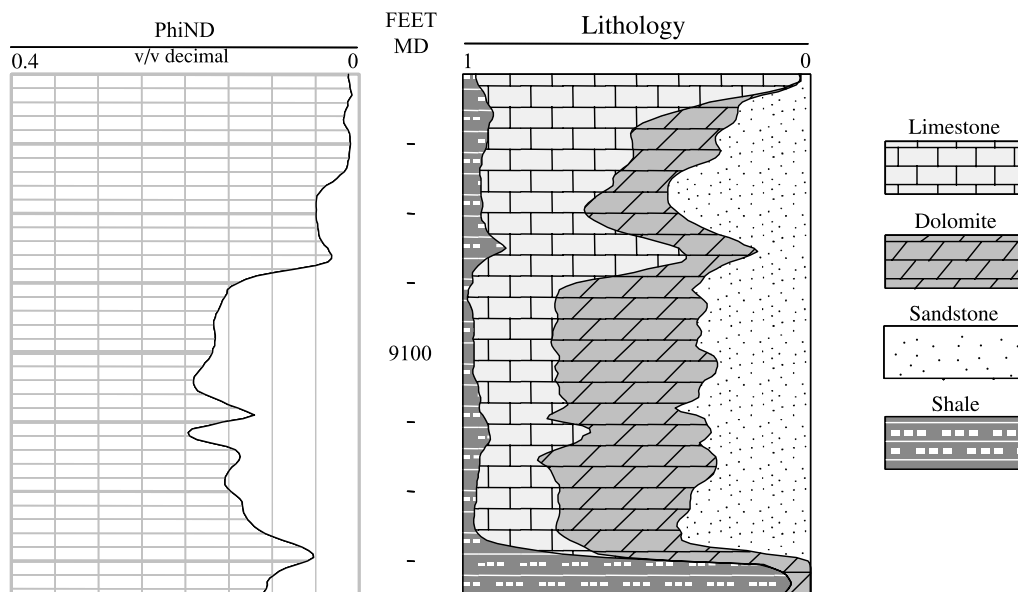 PhiND
v/v decimal
0.4 0
FEET
MD
9100
Lithology
1 0
Limestone
Dolomite
Sandstone
Shale